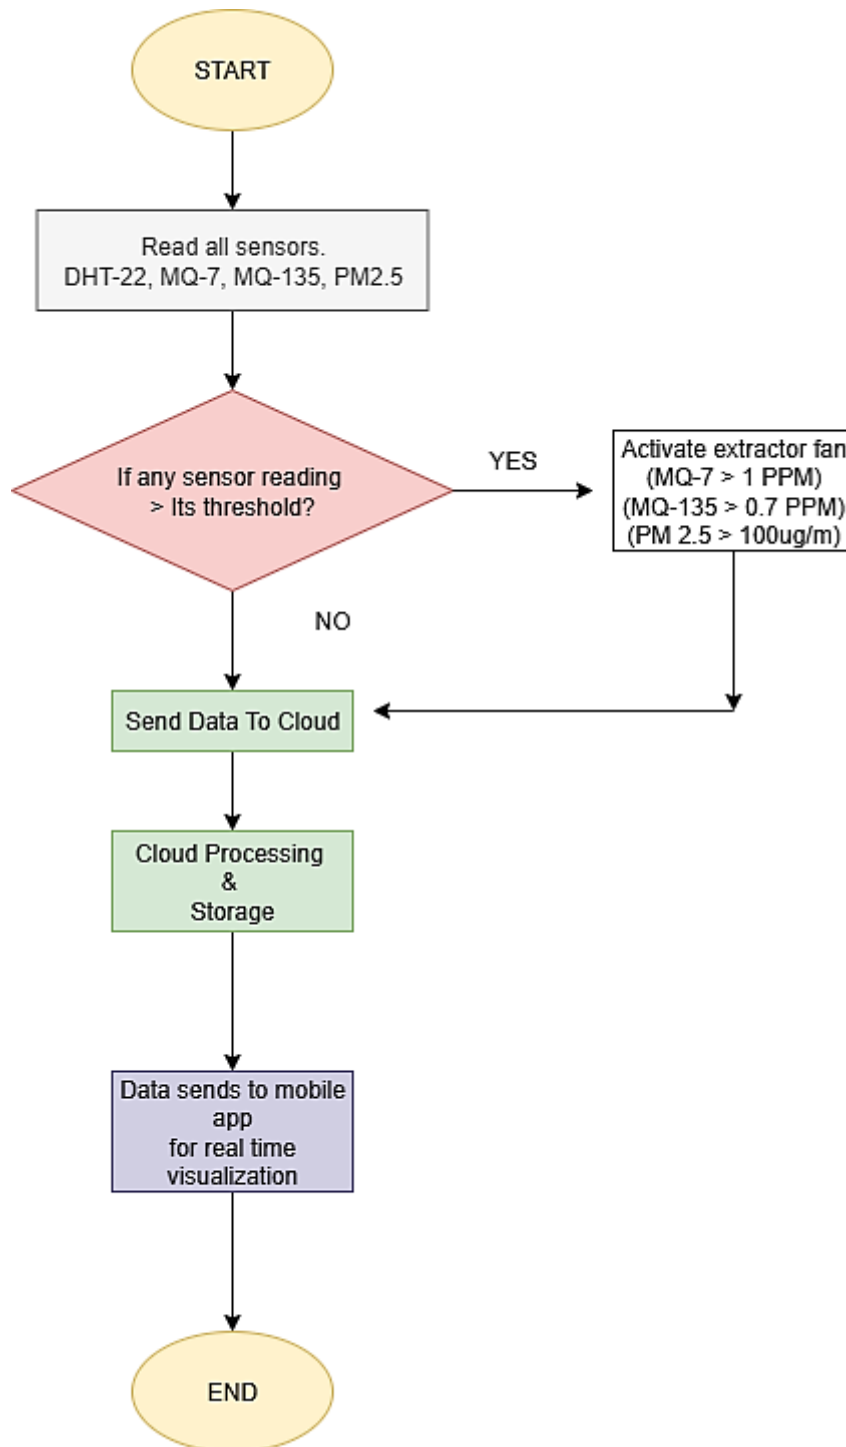 START
Read all sensors.
DHT-22, MQ-7, MQ-135, PM2.5
If any sensor reading
> Its threshold?
YES
Activate extractor fan
(MQ-7 > 1 PPM)
(MQ-135 > 0.7 PPM)
(PM 2.5 > 100ug/m)
NO
Send Data To Cloud
Cloud Processing
&
Storage
Data sends to mobile
app
for real time
visualization
END